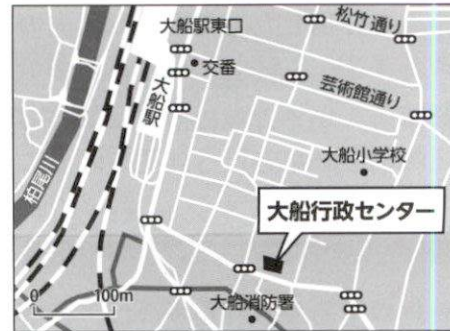 松竹通り
大船駅東口
交番
芸術館通り
大船駅
大船小学校
柏尾川
大船行政センター
0 100m
大船消防署